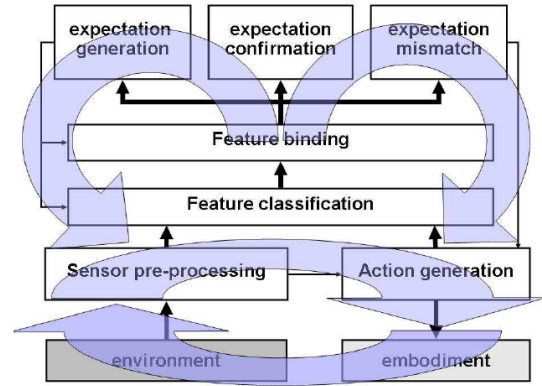 expectation
generation
expectation
confirmation
expectation
mismatch
Feature binding
Feature classification
Sensor pre-processing
Action generation
environment
embodiment